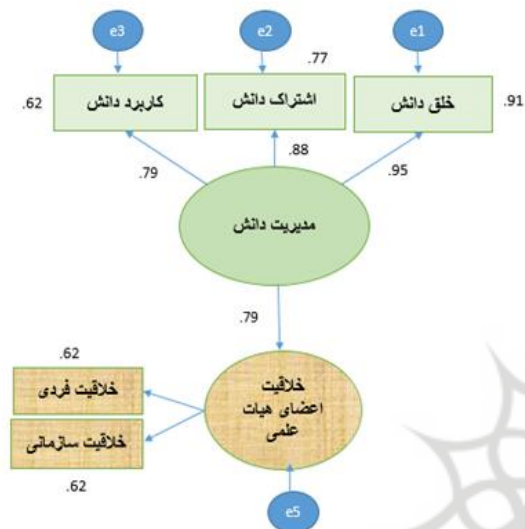 e3
e2
e1
.77
کاربرد دانش
اشتراک دانش
خلق دانش
.62
.91
.79
.88
.95
مدیریت دانش
.79
.62
خلاقیت فردی
خلاقیت سازمانی
.62
خلاقیت
اعضای هیات
علمی
e5